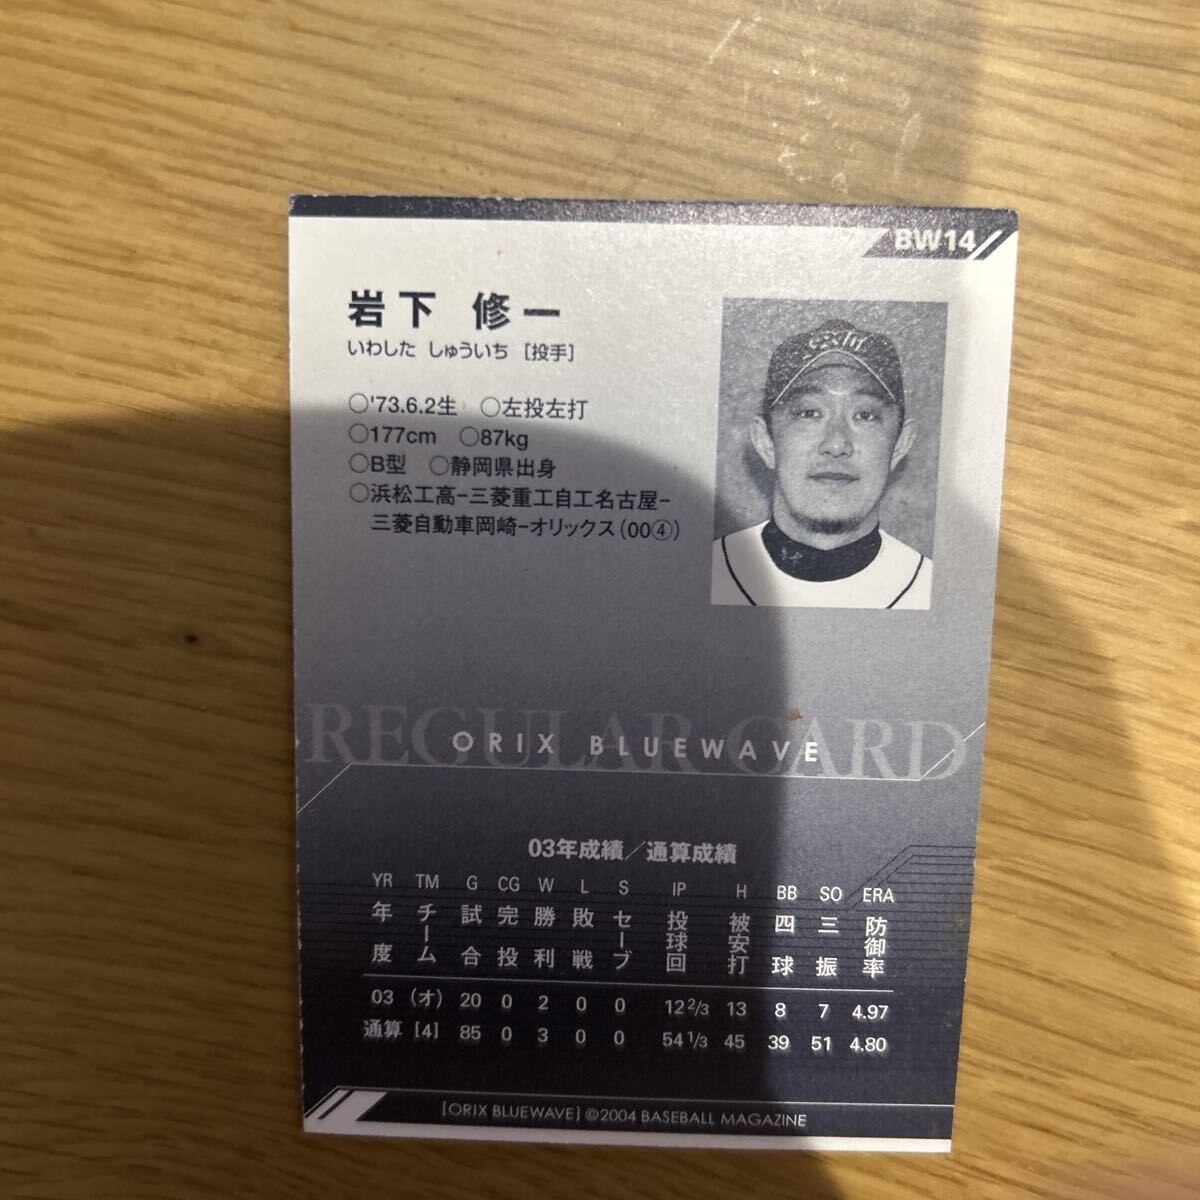 BW14
岩下 修一
いわした しゅういち [投手]
○'73.6.2生 ○左投左打
○177cm ○87kg
○B型 ○静岡県出身
○浜松工高−三菱重工自工名古屋−
三菱自動車岡崎−オリックス(00④)
REGULAR CARD
ORIX BLUEWAVE
03年成績／通算成績
YR TM G CG W L S IP H BB SO ERA
年度 チーム 試合 完投 勝利 敗戦 セーブ 投球回 被安打 四球 三振 防御率
03 (オ) 20 0 2 0 0 12 2/3 13 8 7 4.97
通算 [4] 85 0 3 0 0 54 1/3 45 39 51 4.80
[ORIX BLUEWAVE] ©2004 BASEBALL MAGAZINE